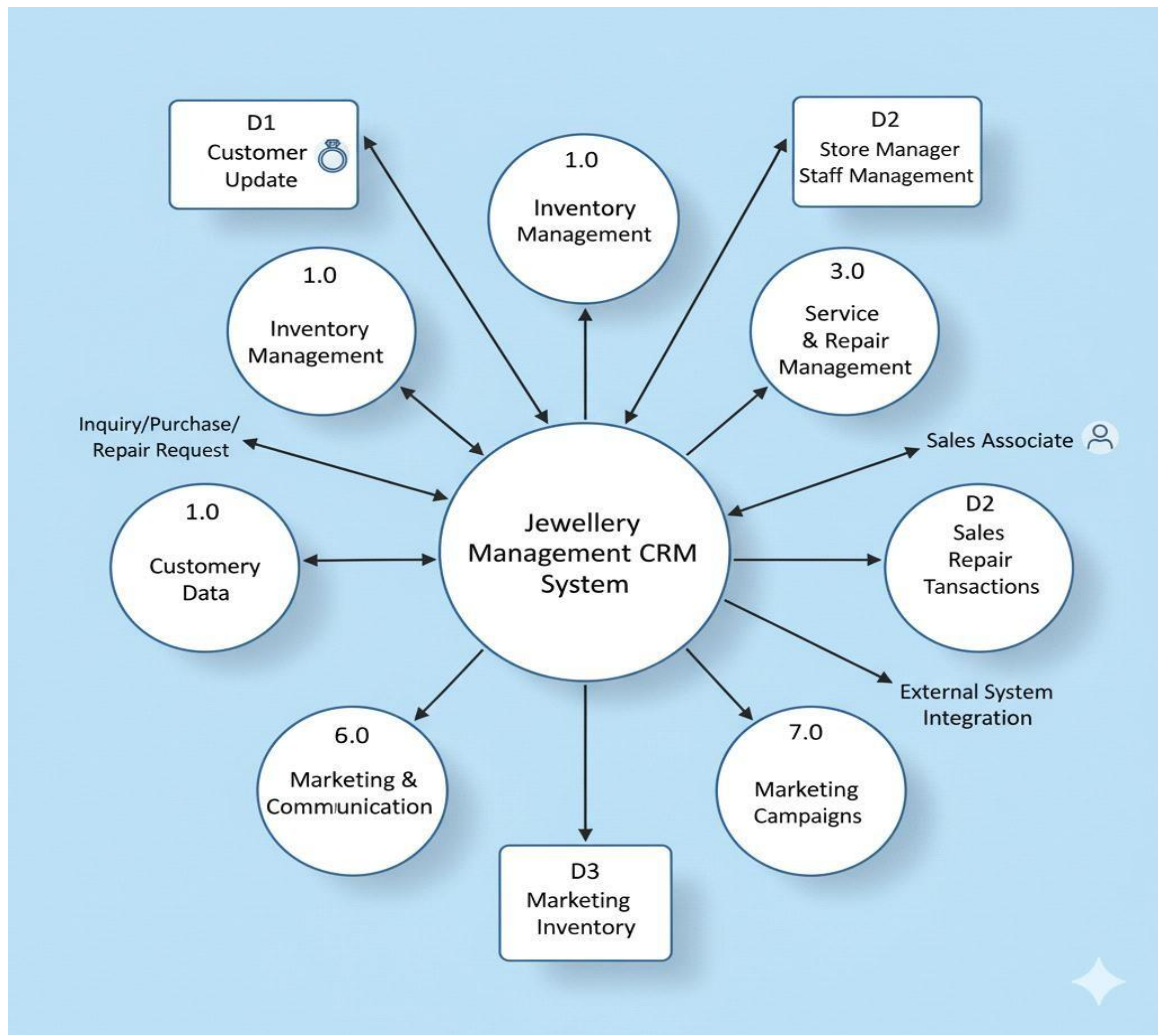 D1
Customer
Update
1.0
Inventory
Management
D2
Store Manager
Staff Management
1.0
Inventory
Management
3.0
Service
& Repair
Management
Inquiry/Purchase/
Repair Request
Sales Associate
1.0
Customery
Data
Jewellery
Management CRM
System
D2
Sales
Repair
Tansactions
External System
Integration
6.0
Marketing &
Communication
7.0
Marketing
Campaigns
D3
Marketing
Inventory